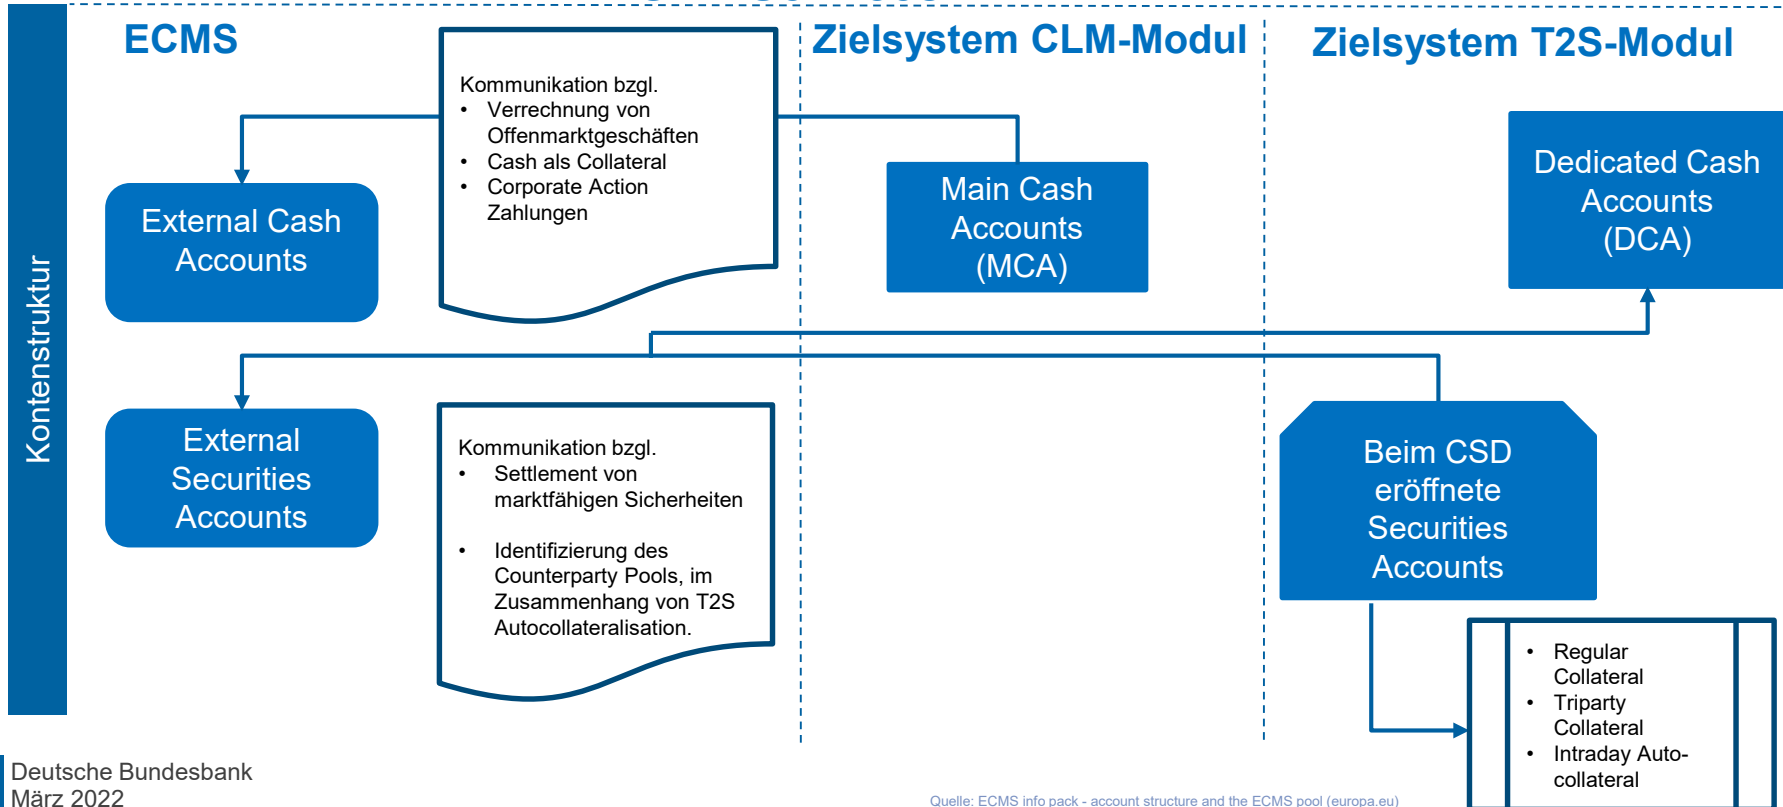 ECMS
Zielsystem CLM-Modul
Zielsystem T2S-Modul
Kontenstruktur
Kommunikation bzgl.
• Verrechnung von
Offenmarktgeschäften
• Cash als Collateral
• Corporate Action
Zahlungen
External Cash
Accounts
Main Cash
Accounts
(MCA)
Dedicated Cash
Accounts
(DCA)
External
Securities
Accounts
Kommunikation bzgl.
• Settlement von
marktfähigen Sicherheiten
• Identifizierung des
Counterparty Pools, im
Zusammenhang von T2S
Autocollateralisation.
Beim CSD
eröffnete
Securities
Accounts
• Regular
Collateral
• Triparty
Collateral
• Intraday Auto-
collateral
Deutsche Bundesbank
März 2022
Quelle: ECMS info pack - account structure and the ECMS pool (europa.eu)